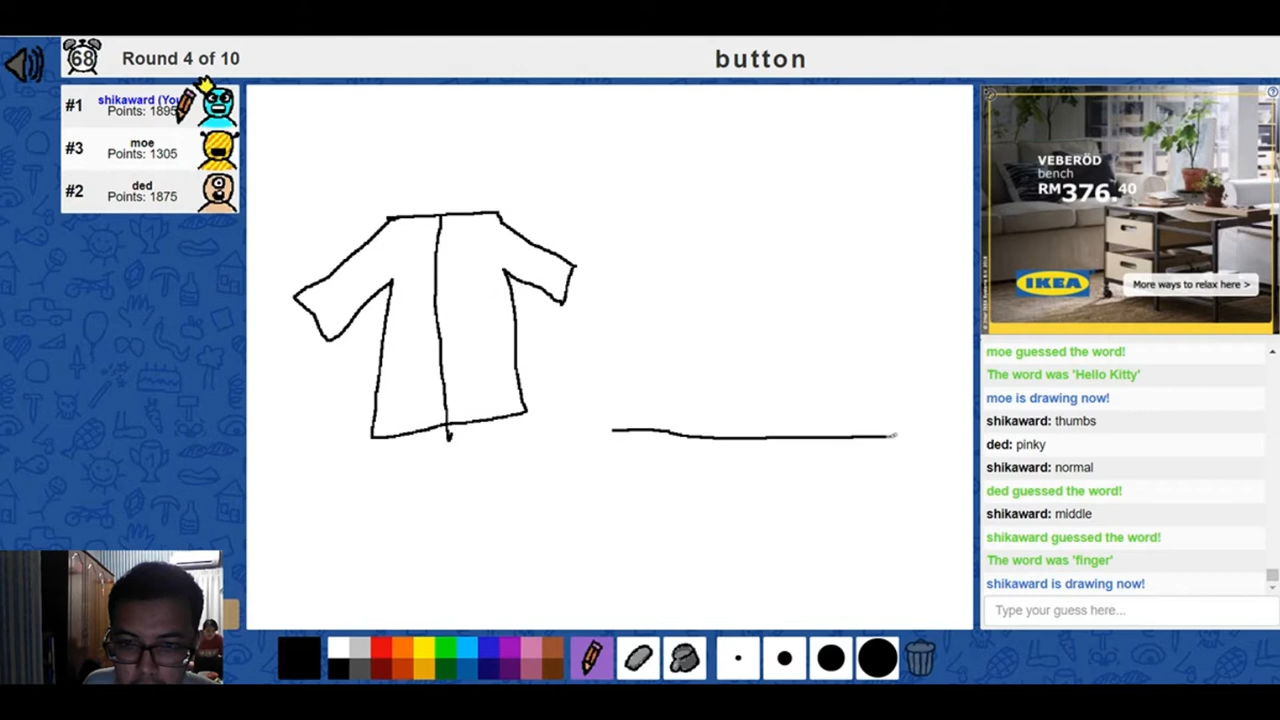 68
Round 4 of 10
button
#1 shikaward (You
Points: 1895
#3 moe
Points: 1305
#2 ded
Points: 1875
VEBERÖD
bench
RM376.40
IKEA
More ways to relax here >
moe guessed the word!
The word was 'Hello Kitty'
moe is drawing now!
shikaward: thumbs
ded: pinky
shikaward: normal
ded guessed the word!
shikaward: middle
shikaward guessed the word!
The word was 'finger'
shikaward is drawing now!
Type your guess here...